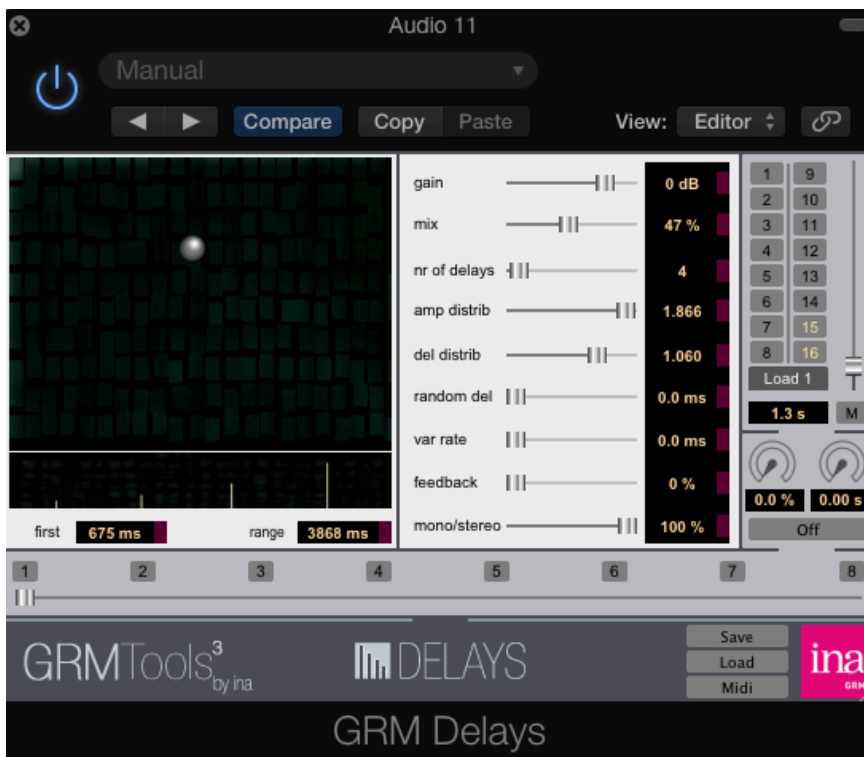 Audio 11
Manual
Compare Copy Paste View: Editor
gain 0 dB
mix 47 %
nr of delays 4
amp distrib 1.866
del distrib 1.060
random del 0.0 ms
var rate 0.0 ms
feedback 0 %
mono/stereo 100 %
first 675 ms range 3868 ms
1 9
2 10
3 11
4 12
5 13
6 14
7 15
8 16
Load 1
1.3 s M
0.0 % 0.00 s
Off
1 2 3 4 5 6 7 8
GRMTools3
by ina
DELAYS
Save
Load
Midi
ina
GRM
GRM Delays